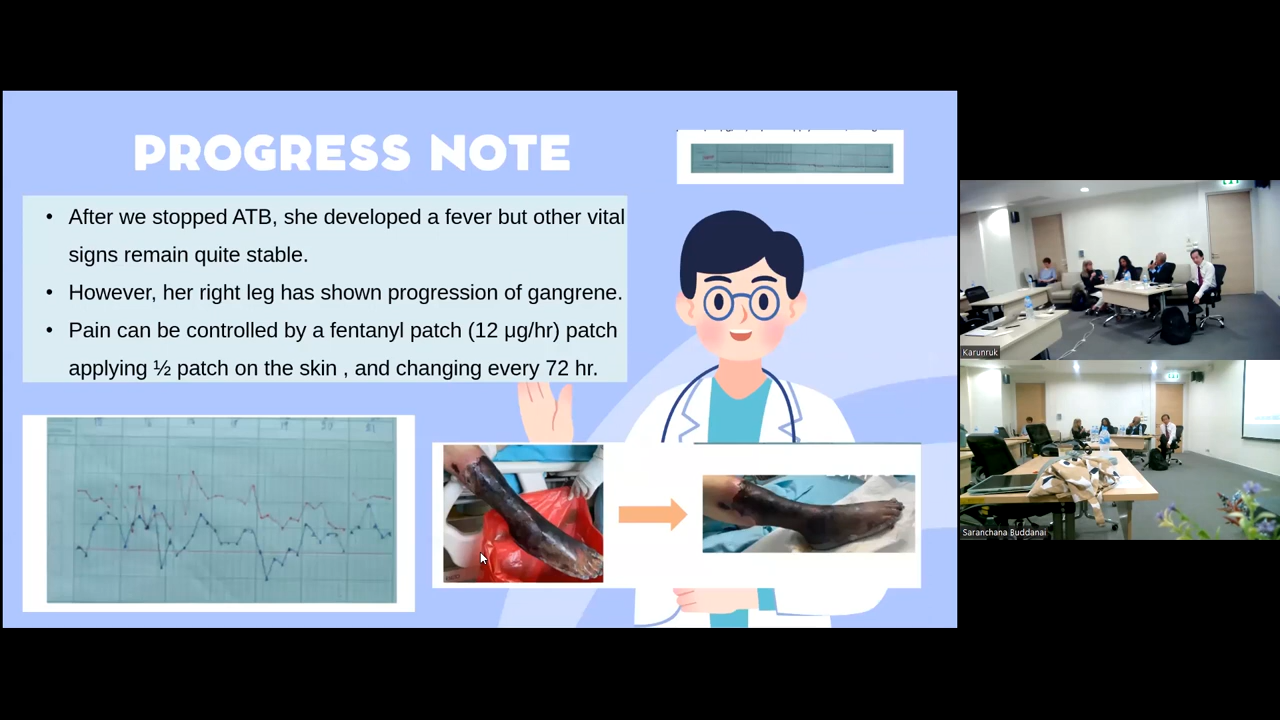 PROGRESS NOTE
• After we stopped ATB, she developed a fever but other vital
signs remain quite stable.
• However, her right leg has shown progression of gangrene.
• Pain can be controlled by a fentanyl patch (12 μg/hr) patch
applying ½ patch on the skin , and changing every 72 hr.
Karunruk
Saranchana Buddanai